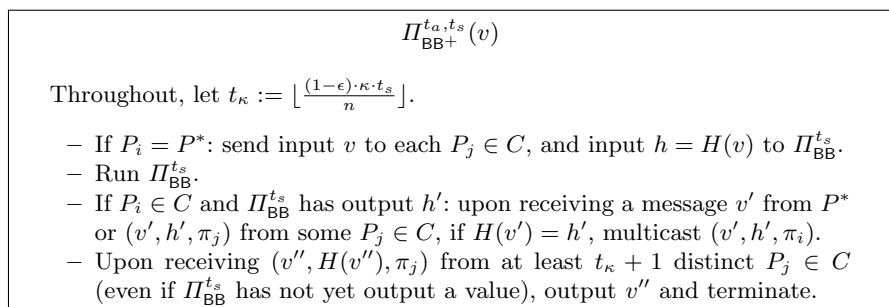 Π^{t_a,t_s}_{BB+}(v)
Throughout, let t_κ := ⌊(1−ϵ)·κ·t_s / n⌋.
– If P_i = P*: send input v to each P_j ∈ C, and input h = H(v) to Π^{t_s}_{BB}.
– Run Π^{t_s}_{BB}.
– If P_i ∈ C and Π^{t_s}_{BB} has output h′: upon receiving a message v′ from P*
or (v′, h′, π_j) from some P_j ∈ C, if H(v′) = h′, multicast (v′, h′, π_i).
– Upon receiving (v″, H(v″), π_j) from at least t_κ + 1 distinct P_j ∈ C
(even if Π^{t_s}_{BB} has not yet output a value), output v″ and terminate.